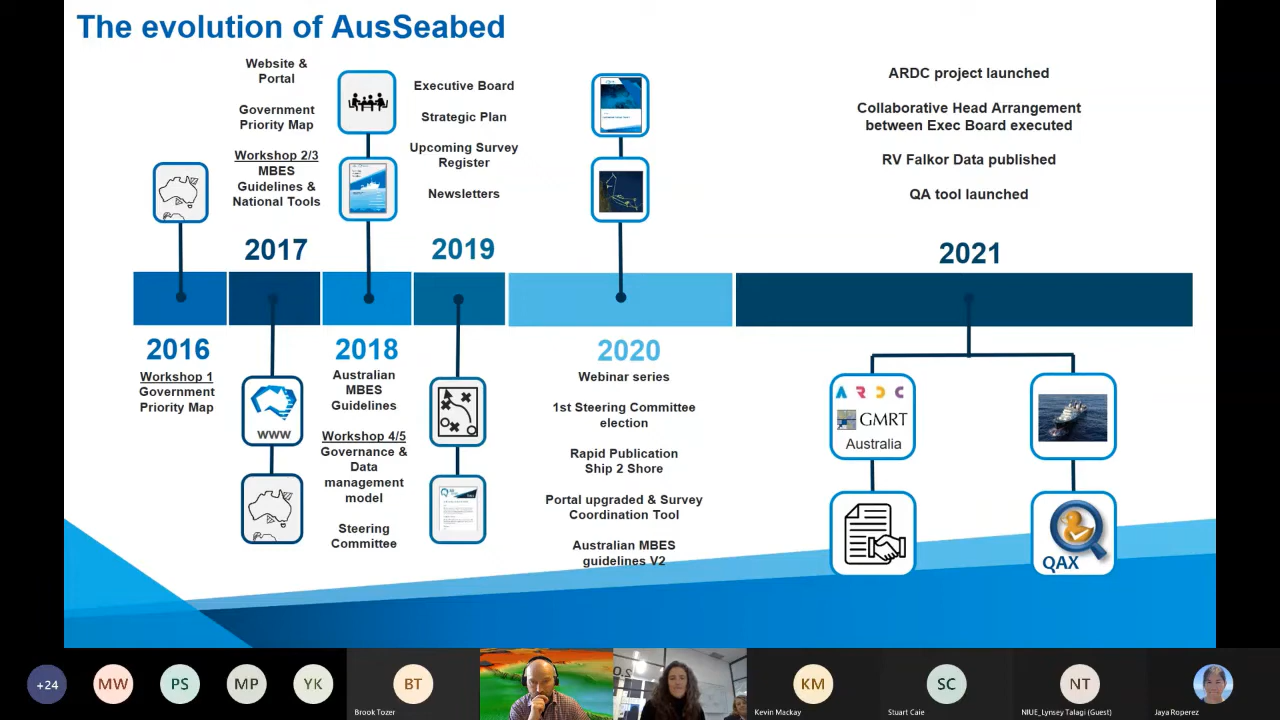 The evolution of AusSeabed
Website &
Portal
Government
Priority Map
Workshop 2/3
MBES
Guidelines &
National Tools
2017
Executive Board
Strategic Plan
Upcoming Survey
Register
Newsletters
2019
ARDC project launched
Collaborative Head Arrangement
between Exec Board executed
RV Falkor Data published
QA tool launched
2021
2016
Workshop 1
Government
Priority Map
www
2018
Australian
MBES
Guidelines
Workshop 4/5
Governance &
Data
management
model
Steering
Committee
2020
Webinar series
1st Steering Committee
election
Rapid Publication
Ship 2 Shore
Portal upgraded & Survey
Coordination Tool
Australian MBES
guidelines V2
ARDC
GMRT
Australia
QAX
+24
MW
PS
MP
YK
BT
Brook Tozer
KM
Kevin Mackay
SC
Stuart Caie
NT
NIUE_Lynsey Talagi (Guest)
Jaya Roperez